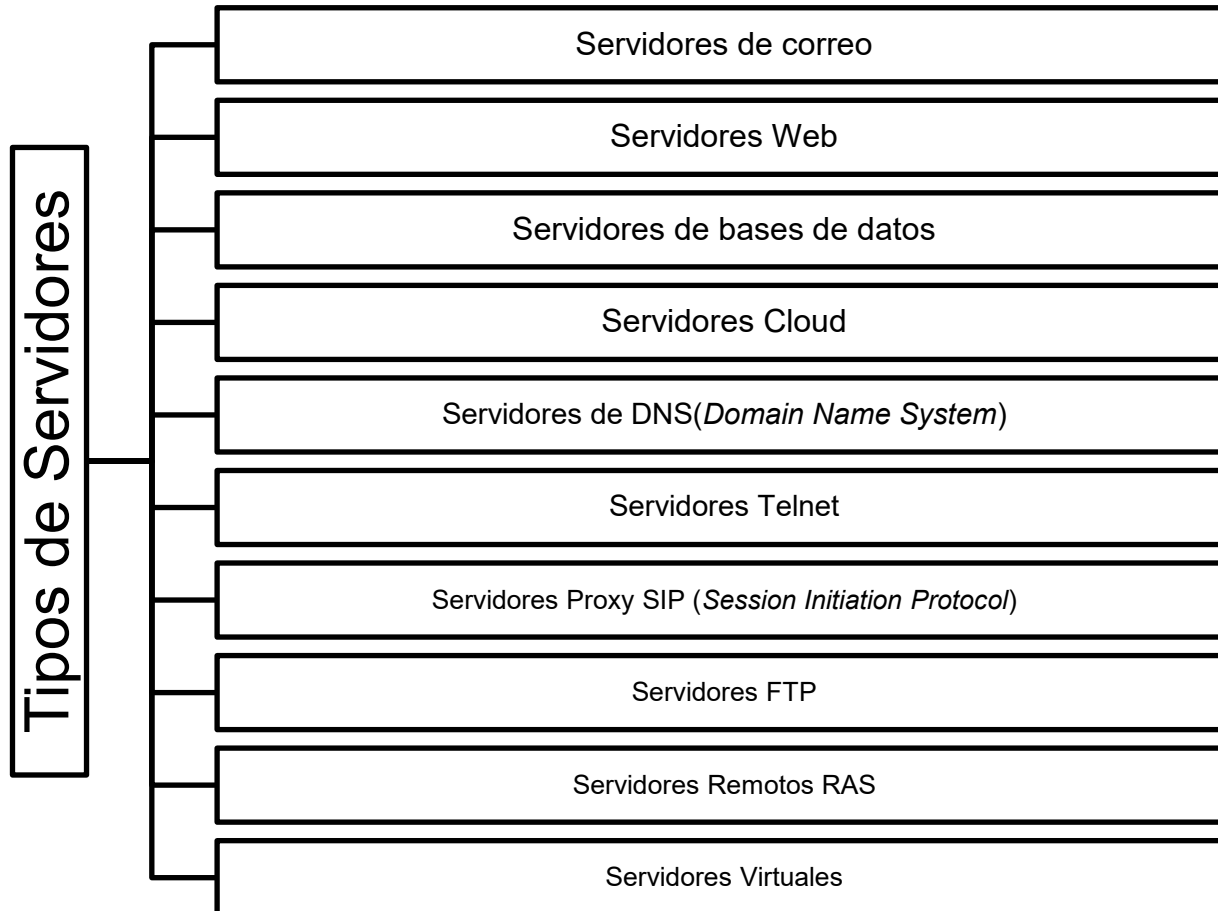 Tipos de Servidores
Servidores de correo
Servidores Web
Servidores de bases de datos
Servidores Cloud
Servidores de DNS(Domain Name System)
Servidores Telnet
Servidores Proxy SIP (Session Initiation Protocol)
Servidores FTP
Servidores Remotos RAS
Servidores Virtuales